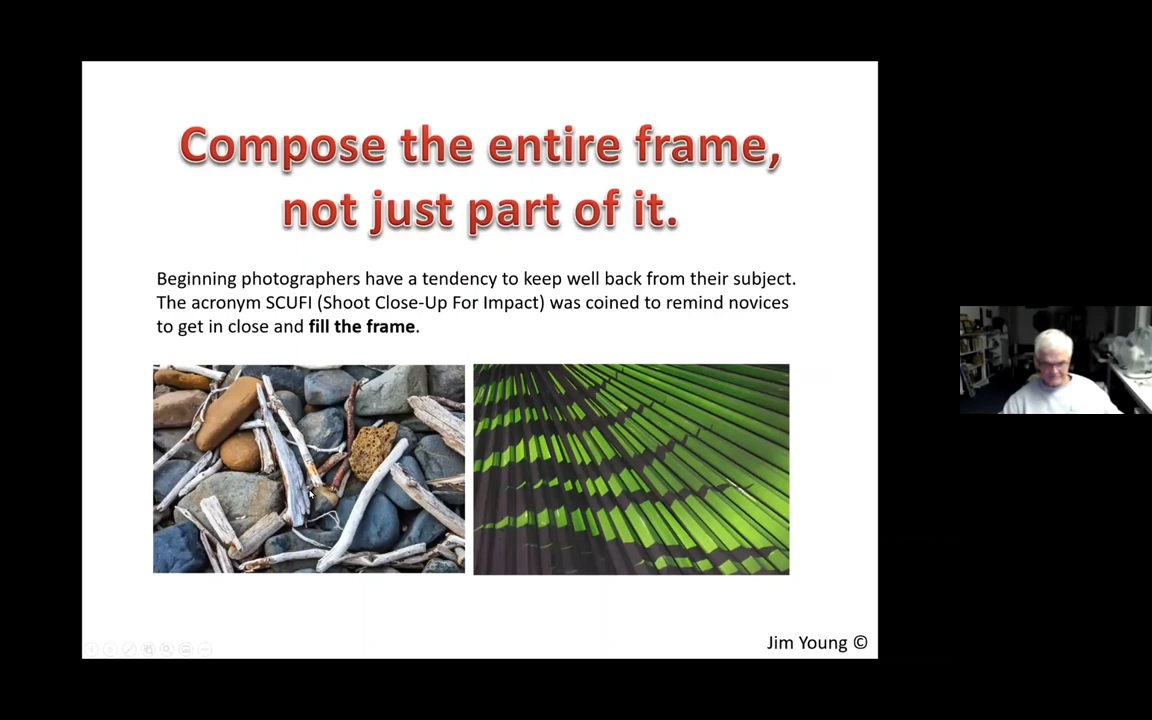 Compose the entire frame,
not just part of it.
Beginning photographers have a tendency to keep well back from their subject.
The acronym SCUFI (Shoot Close-Up For Impact) was coined to remind novices
to get in close and fill the frame.
Jim Young ©